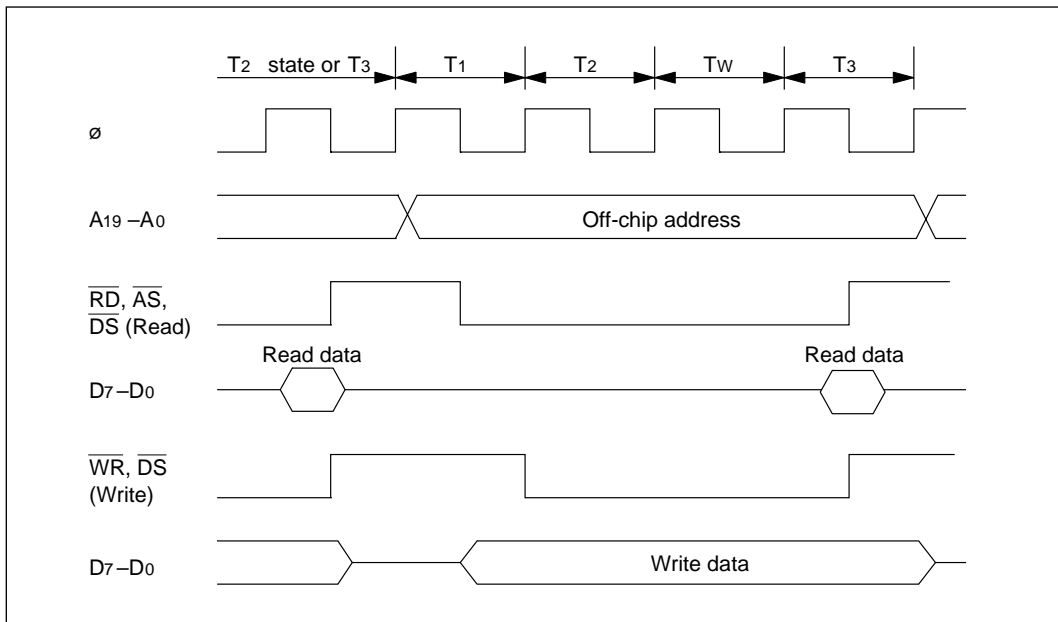 T2 state or T3 T1 T2 TW T3
ø
A19–A0 Off-chip address
RD, AS,
DS (Read)
Read data Read data
D7–D0
WR, DS
(Write)
D7–D0 Write data